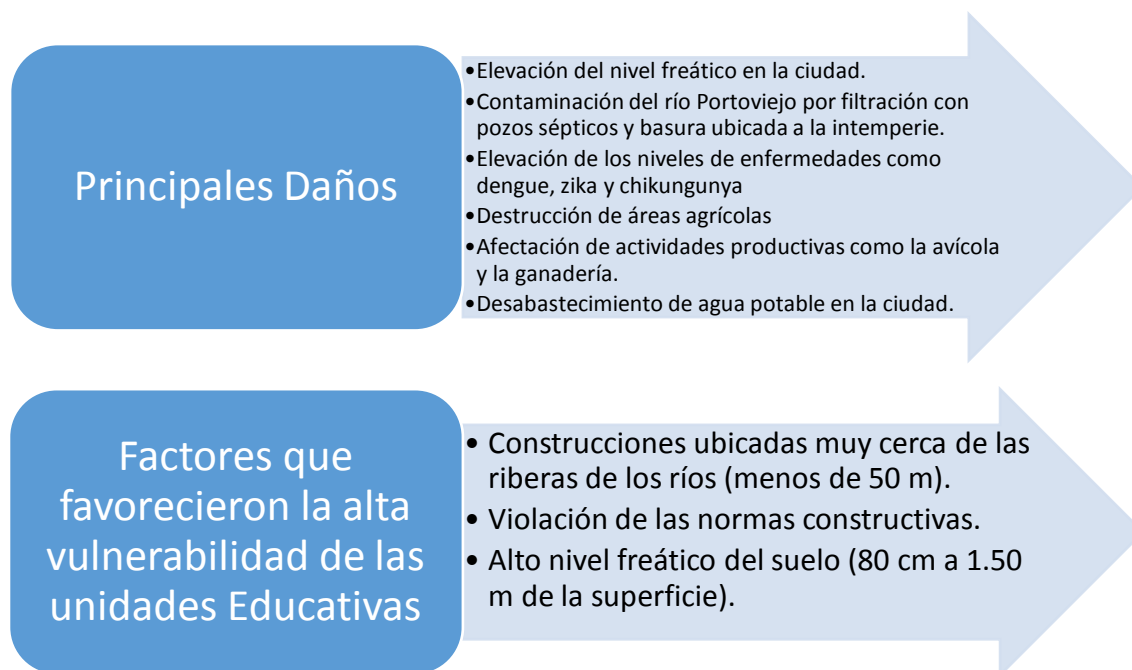 Principales Daños
•Elevación del nivel freático en la ciudad.
•Contaminación del río Portoviejo por filtración con
pozos sépticos y basura ubicada a la intemperie.
•Elevación de los niveles de enfermedades como
dengue, zika y chikungunya
•Destrucción de áreas agrícolas
•Afectación de actividades productivas como la avícola
y la ganadería.
•Desabastecimiento de agua potable en la ciudad.
Factores que
favorecieron la alta
vulnerabilidad de las
unidades Educativas
• Construcciones ubicadas muy cerca de las
riberas de los ríos (menos de 50 m).
• Violación de las normas constructivas.
• Alto nivel freático del suelo (80 cm a 1.50
m de la superficie).